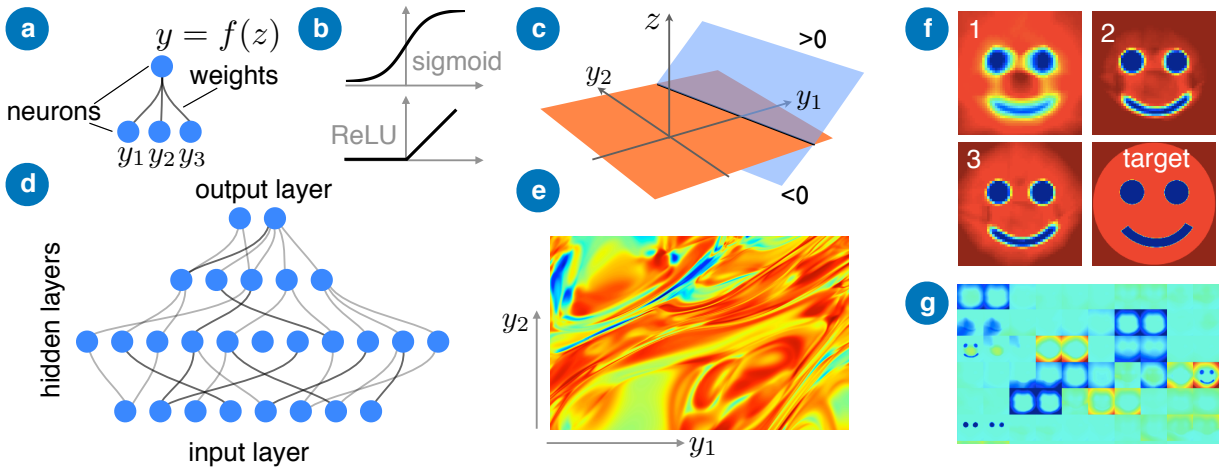 a
y = f(z)
weights
neurons
y₁ y₂ y₃
b
sigmoid
ReLU
c
z
>0
y₂
y₁
<0
d
output layer
hidden layers
input layer
e
y₂
y₁
f
1
2
3
target
g